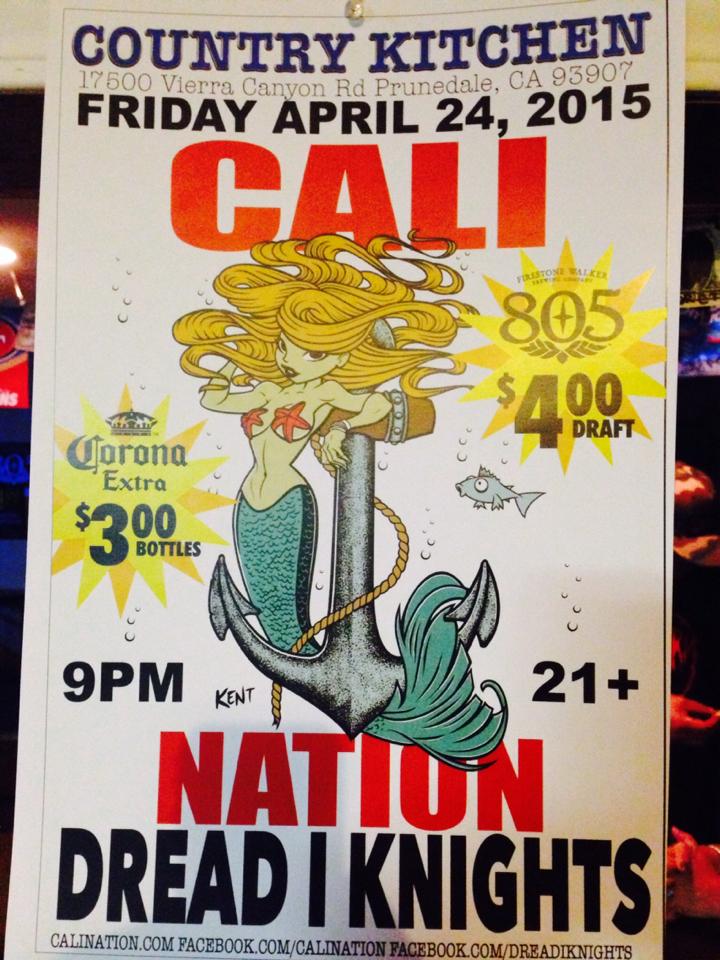 COUNTRY KITCHEN
17500 Vierra Canyon Rd Prunedale, CA 93907
FRIDAY APRIL 24, 2015
CALI
FIRESTONE WALKER
BREWING COMPANY
805
$4.00
DRAFT
Corona
Extra
$3.00
BOTTLES
9PM
KENT
21+
NATION
DREAD I KNIGHTS
CALINATION.COM FACEBOOK.COM/CALINATION FACEBOOK.COM/DREADIKNIGHTS